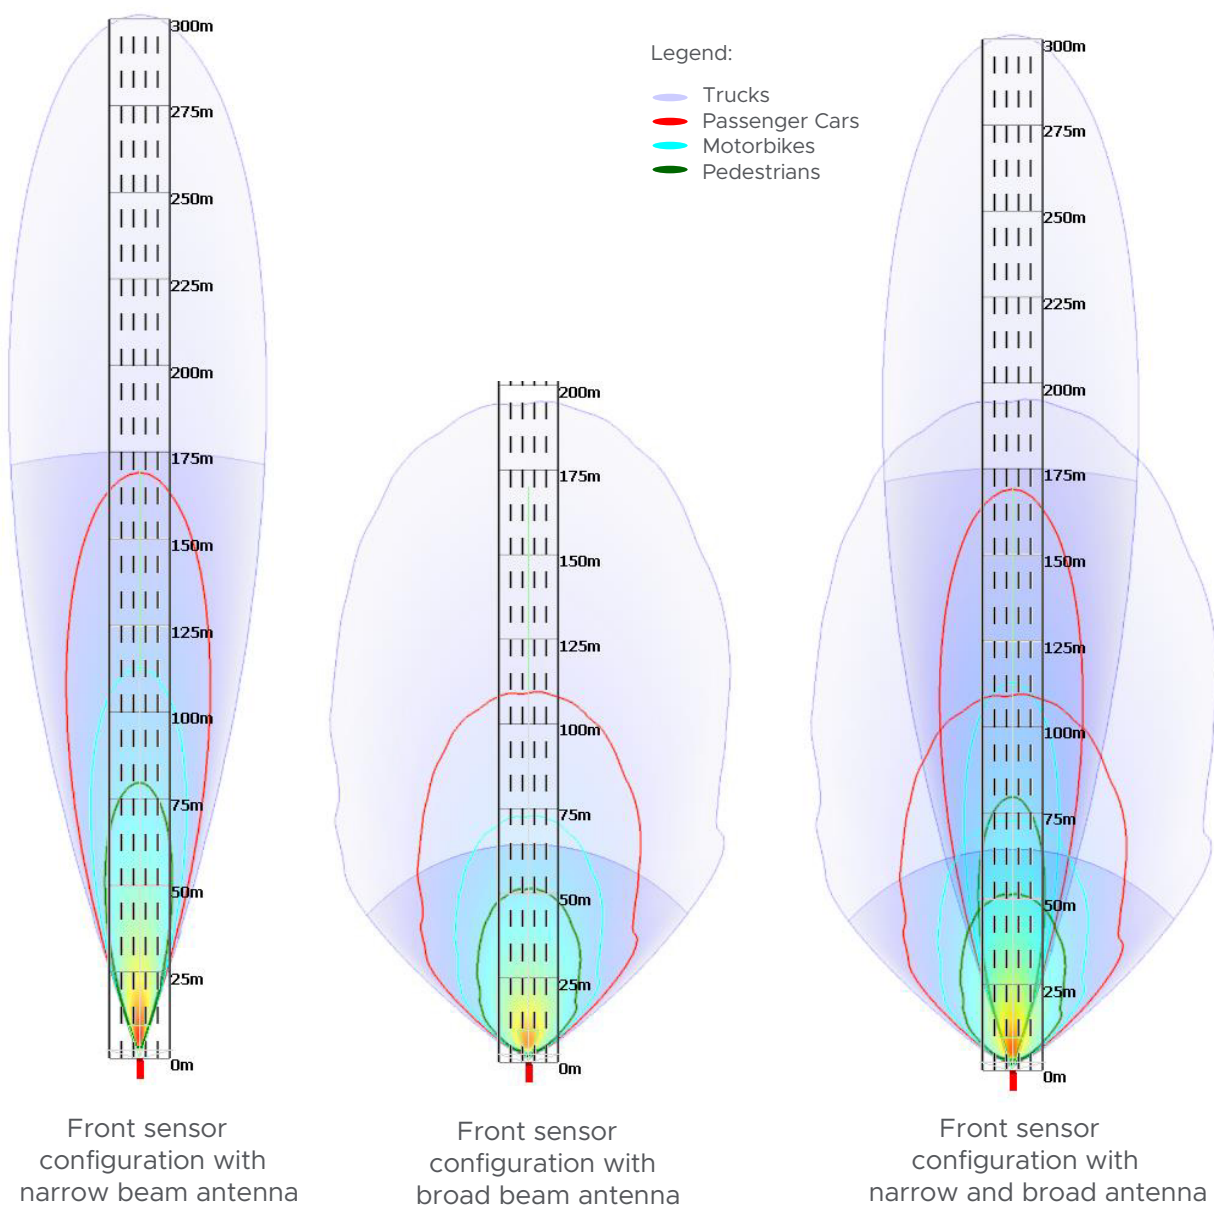 300m
275m
250m
225m
200m
175m
150m
125m
100m
75m
50m
25m
0m
Front sensor
configuration with
narrow beam antenna
200m
175m
150m
125m
100m
75m
50m
25m
0m
Front sensor
configuration with
broad beam antenna
Legend:
Trucks
Passenger Cars
Motorbikes
Pedestrians
300m
275m
250m
225m
200m
175m
150m
125m
100m
75m
50m
25m
0m
Front sensor
configuration with
narrow and broad antenna